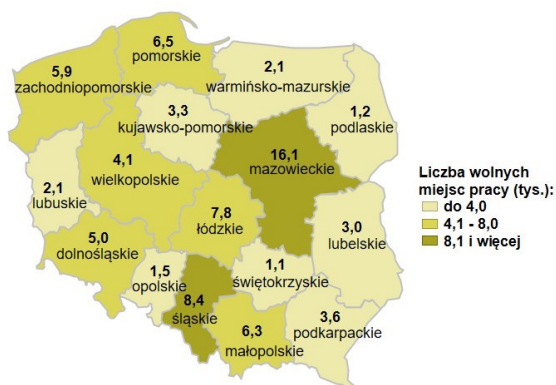 6,5
pomorskie
5,9
zachodniopomorskie
2,1
warmińsko-mazurskie
3,3
kujawsko-pomorskie
1,2
podlaskie
16,1
mazowieckie
4,1
wielkopolskie
2,1
lubuskie
7,8
łódzkie
3,0
lubelskie
5,0
dolnośląskie
1,5
opolskie
1,1
świętokrzyskie
8,4
śląskie
6,3
małopolskie
3,6
podkarpackie
Liczba wolnych
miejsc pracy (tys.):
do 4,0
4,1 - 8,0
8,1 i więcej